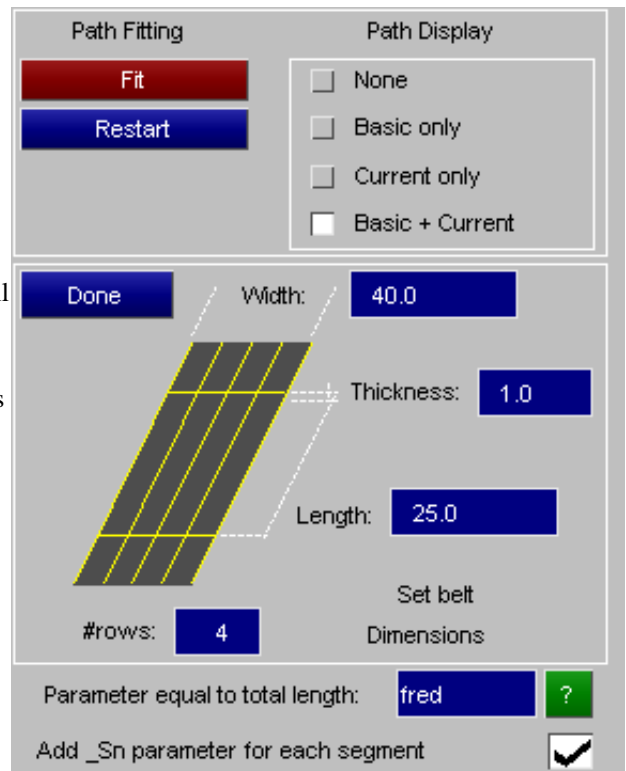 Path Fitting
Path Display
Fit
Restart
None
Basic only
Current only
Basic + Current
l
Done
Width:
40.0
s
Thickness:
1.0
Length:
25.0
Set belt
Dimensions
#rows:
4
Parameter equal to total length:
fred
?
Add _Sn parameter for each segment